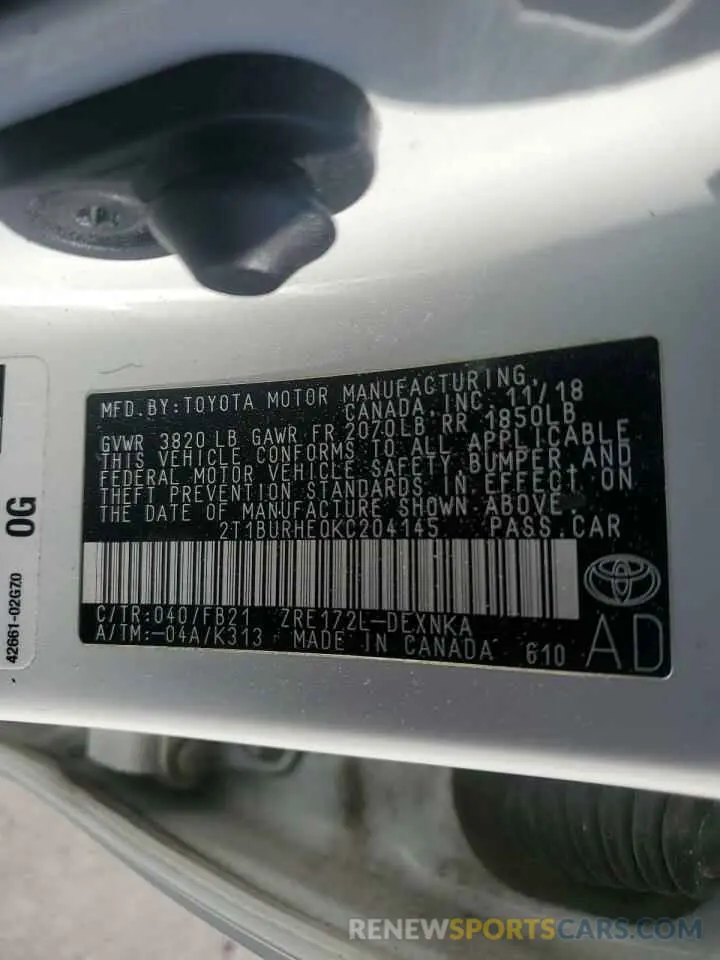 MFD.BY:TOYOTA MOTOR MANUFACTURING,
CANADA, INC. 11/18
GVWR 3820 LB GAWR FR 2070LB RR 1850LB
THIS VEHICLE CONFORMS TO ALL APPLICABLE
FEDERAL MOTOR VEHICLE SAFETY, BUMPER, AND
THEFT PREVENTION STANDARDS IN EFFECT ON
THE DATE OF MANUFACTURE SHOWN ABOVE.
2T1BURHE0KC204145 PASS.CAR
C/TR:040/FB21 ZRE172L-DEXNKA
A/TM:-04A/K313 MADE IN CANADA 610
AD
42661-02G70 0G
RENEWSPORTSCARS.COM